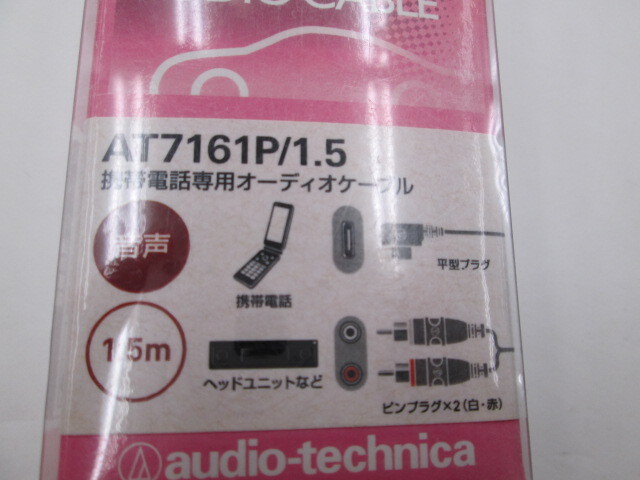 AUDIO CABLE
AT7161P/1.5
携帯電話専用オーディオケーブル
音声
携帯電話
平型プラグ
1.5m
ヘッドユニットなど
ピンプラグ×2(白・赤)
audio-technica